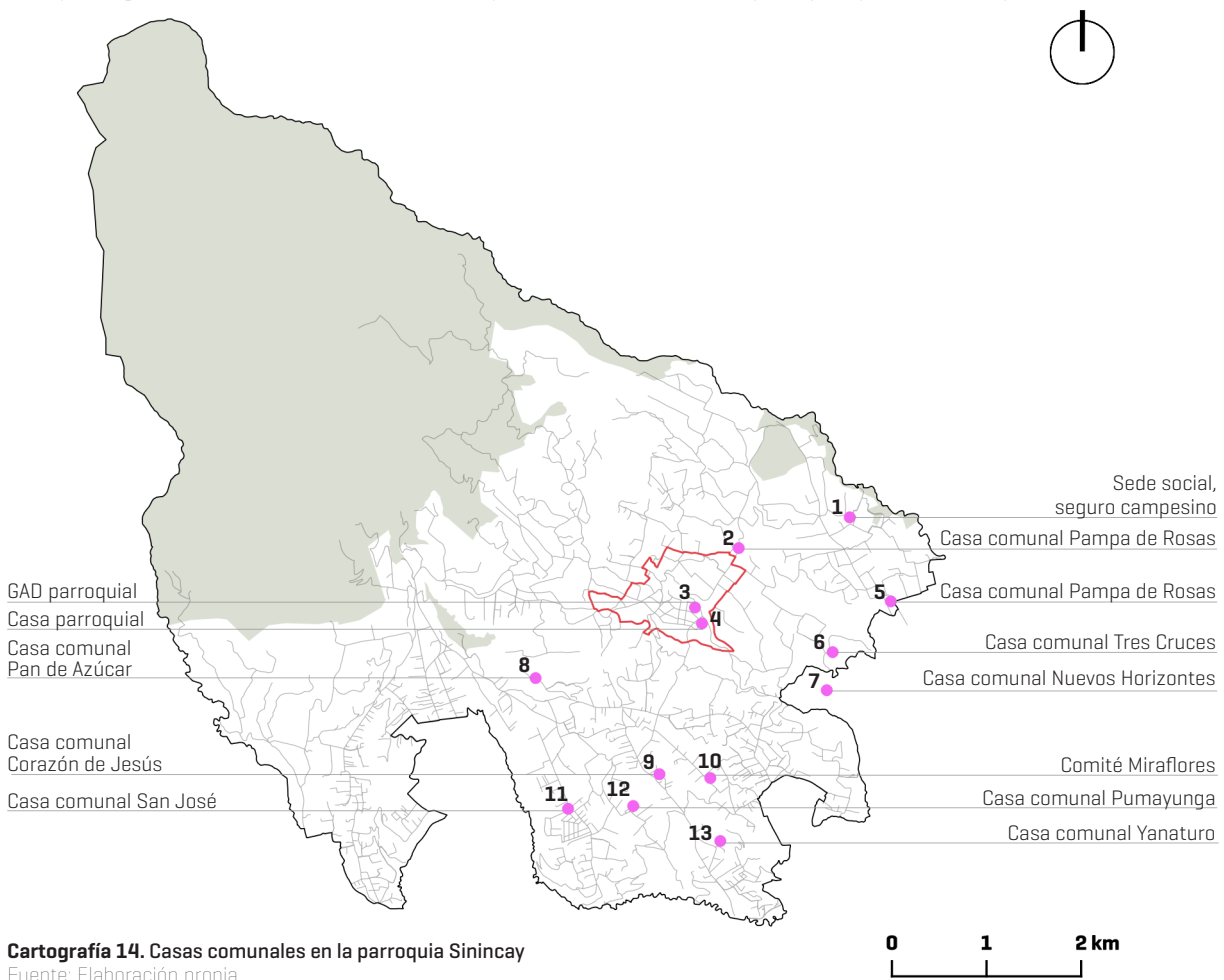 1
Sede social,
seguro campesino
2
Casa comunal Pampa de Rosas
GAD parroquial
3
5
Casa comunal Pampa de Rosas
Casa parroquial
4
Casa comunal
Pan de Azúcar
6
Casa comunal Tres Cruces
8
7
Casa comunal Nuevos Horizontes
Casa comunal
Corazón de Jesús
9
10
Comité Miraflores
Casa comunal San José
11
12
Casa comunal Pumayunga
13
Casa comunal Yanaturo
0 1 2 km
Cartografía 14. Casas comunales en la parroquia Sinincay
Fuente: Elaboración propia